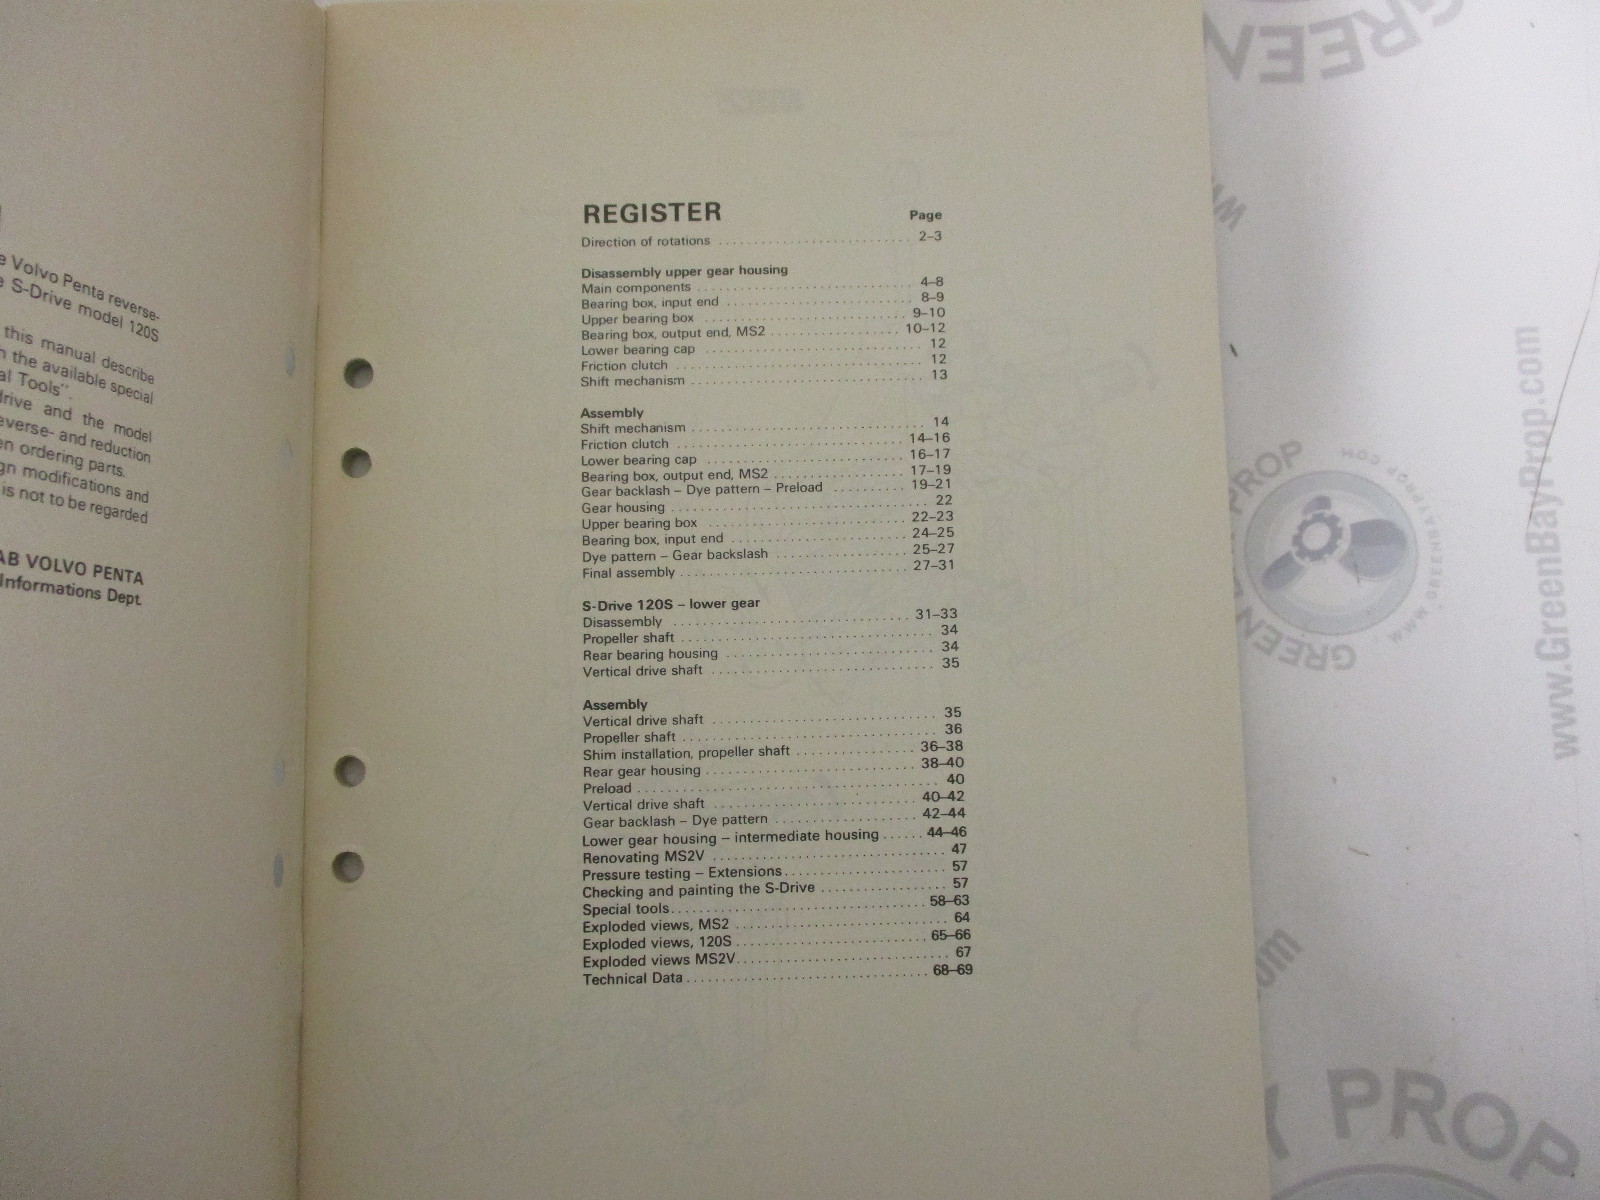 e Volvo Penta reverse-
e S-Drive model 120S
this manual describe
h the available special
al Tools".
drive and the model
everse- and reduction
en ordering parts.
gn modifications and
is not to be regarded
AB VOLVO PENTA
Informations Dept.
REGISTER Page
Direction of rotations 2–3
Disassembly upper gear housing
Main components 4–8
Bearing box, input end 8–9
Upper bearing box 9–10
Bearing box, output end, MS2 10–12
Lower bearing cap 12
Friction clutch 12
Shift mechanism 13
Assembly
Shift mechanism 14
Friction clutch 14–16
Lower bearing cap 16–17
Bearing box, output end, MS2 17–19
Gear backlash – Dye pattern – Preload 19–21
Gear housing 22
Upper bearing box 22–23
Bearing box, input end 24–25
Dye pattern – Gear backslash 25–27
Final assembly 27–31
S-Drive 120S – lower gear
Disassembly 31–33
Propeller shaft 34
Rear bearing housing 34
Vertical drive shaft 35
Assembly
Vertical drive shaft 35
Propeller shaft 36
Shim installation, propeller shaft 36–38
Rear gear housing 38–40
Preload 40
Vertical drive shaft 40–42
Gear backlash – Dye pattern 42–44
Lower gear housing – intermediate housing 44–46
Renovating MS2V 47
Pressure testing – Extensions 57
Checking and painting the S-Drive 57
Special tools 58–63
Exploded views, MS2 64
Exploded views, 120S 65–66
Exploded views MS2V 67
Technical Data 68–69
GREEN
PROP
GREEN
WWW.GREENBAYPROP.COM
www.GreenBayProp.com
om
Y PROP